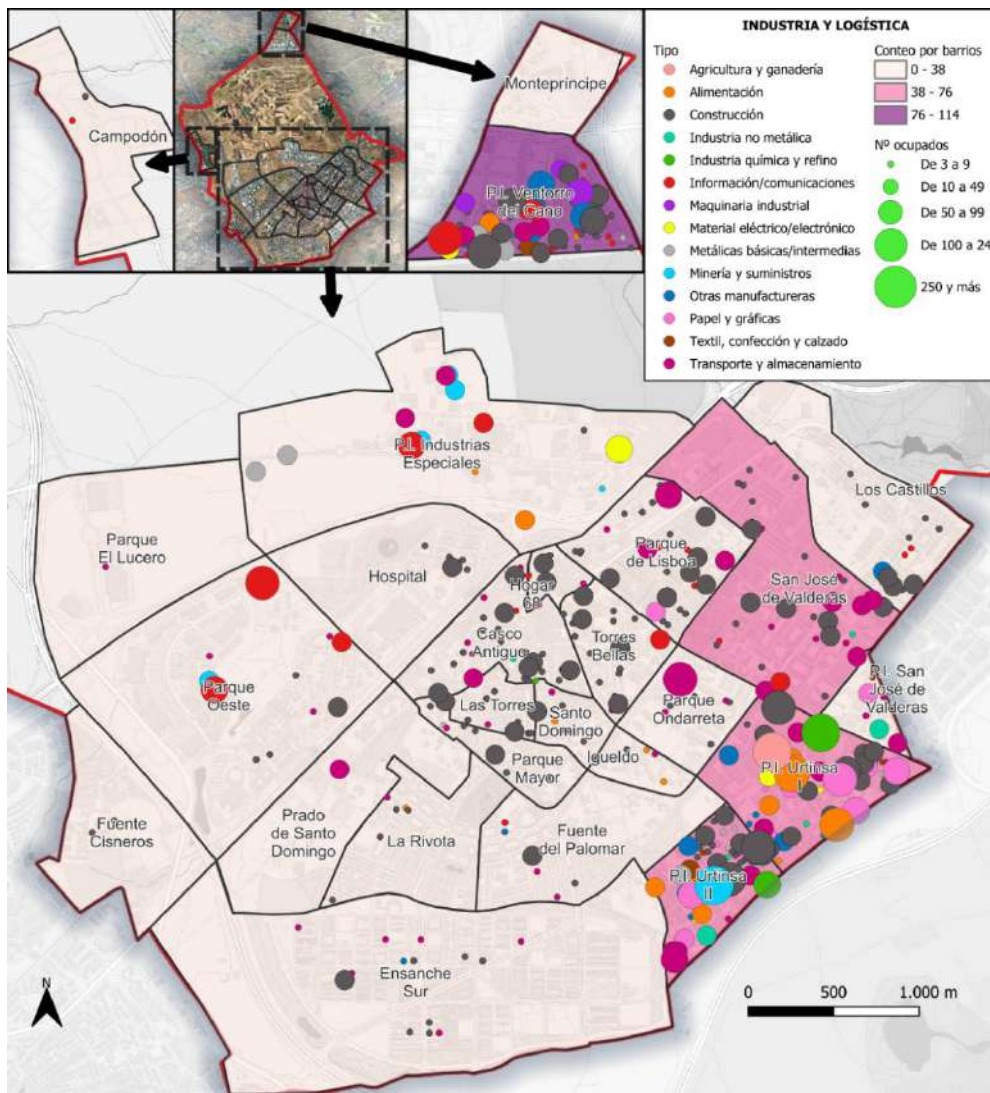 Campodón
Montepríncipe
P.I. Ventorro
del Cano
INDUSTRIA Y LOGÍSTICA
Tipo
Agricultura y ganadería
Alimentación
Construcción
Industria no metálica
Industria química y refino
Información/comunicaciones
Maquinaria industrial
Material eléctrico/electrónico
Metálicas básicas/intermedias
Minería y suministros
Otras manufactureras
Papel y gráficas
Textil, confección y calzado
Transporte y almacenamiento
Conteo por barrios
0 - 38
38 - 76
76 - 114
Nº ocupados
De 3 a 9
De 10 a 49
De 50 a 99
De 100 a 24
250 y más
P.I. Industrias
Especiales
Los Castillos
Parque
El Lucero
Hospital
Parque
de Lisboa
Hogar
68
San José
de Valderas
Casco
Antiguo
Torres
Bellas
P.I. San
José de
Valderas
Parque
Oeste
Las Torres
Santo
Domingo
Parque
Ondarreta
Parque
Mayor
Igueldo
P.I. Urtinsa
I
Fuente
Cisneros
Prado
de Santo
Domingo
La Rivota
Fuente
del Palomar
P.I. Urtinsa
II
Ensanche
Sur
N
0 500 1.000 m